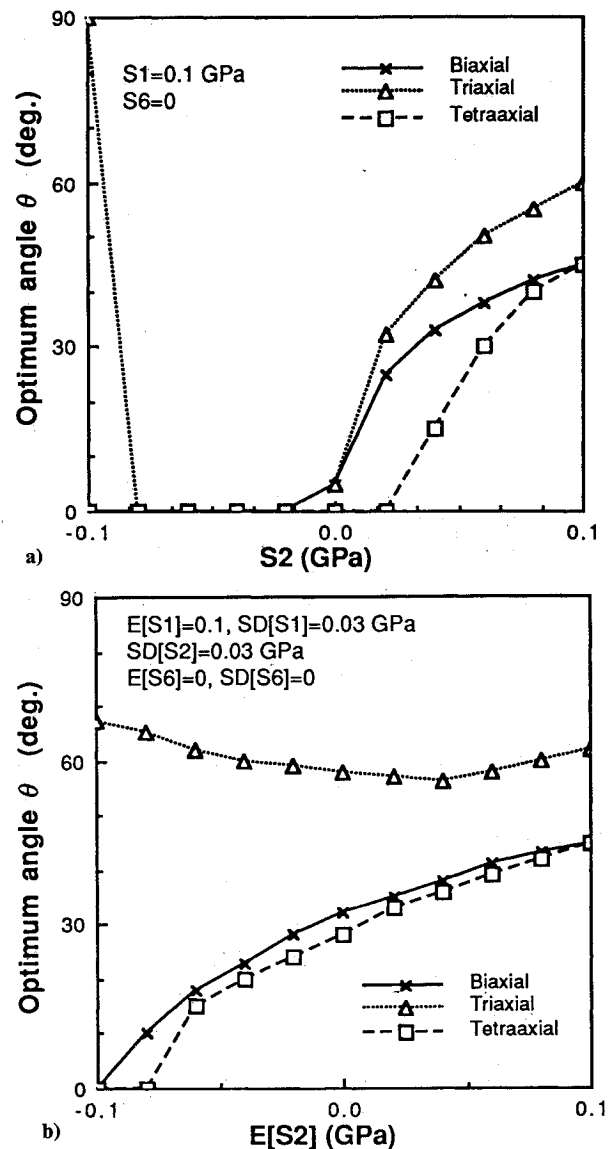 90
S1=0.1 GPa
S6=0
Biaxial
Triaxial
Tetraaxial
60
30
0
Optimum angle θ (deg.)
-0.1
0.0
0.1
S2 (GPa)
a)
90
E[S1]=0.1, SD[S1]=0.03 GPa
SD[S2]=0.03 GPa
E[S6]=0, SD[S6]=0
60
30
0
Optimum angle θ (deg.)
Biaxial
Triaxial
Tetraaxial
-0.1
0.0
0.1
E[S2] (GPa)
b)